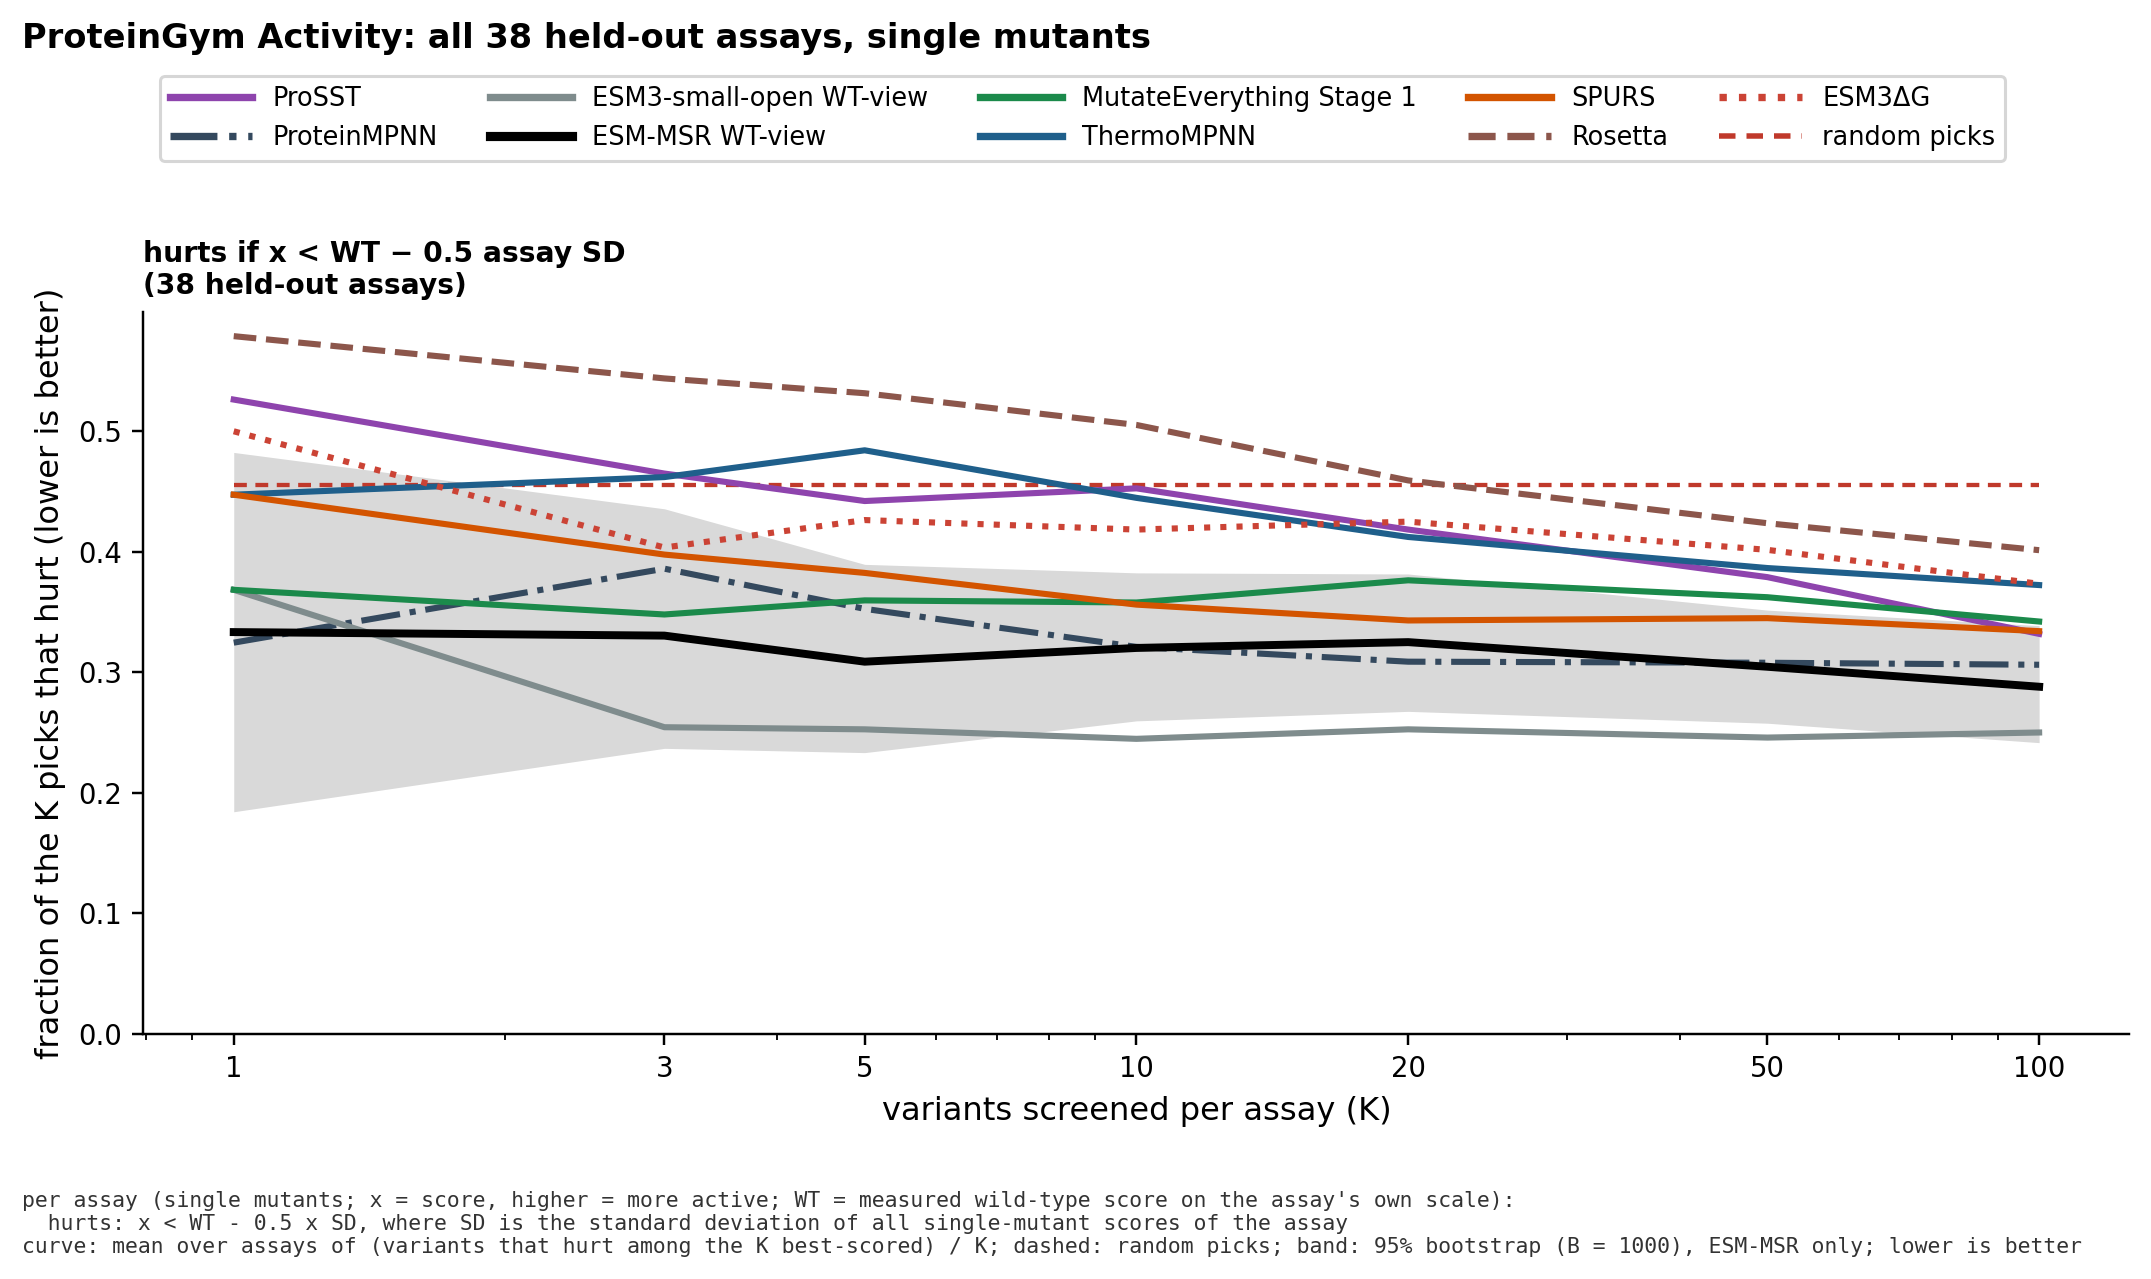 ProteinGym Activity: all 38 held-out assays, single mutants
ProSST
ProteinMPNN
ESM3-small-open WT-view
ESM-MSR WT-view
MutateEverything Stage 1
ThermoMPNN
SPURS
Rosetta
ESM3ΔG
random picks
hurts if x < WT − 0.5 assay SD
(38 held-out assays)
fraction of the K picks that hurt (lower is better)
0.5
0.4
0.3
0.2
0.1
0.0
1 3 5 10 20 50 100
variants screened per assay (K)
per assay (single mutants; x = score, higher = more active; WT = measured wild-type score on the assay's own scale):
hurts: x < WT - 0.5 x SD, where SD is the standard deviation of all single-mutant scores of the assay
curve: mean over assays of (variants that hurt among the K best-scored) / K; dashed: random picks; band: 95% bootstrap (B = 1000), ESM-MSR only; lower is better